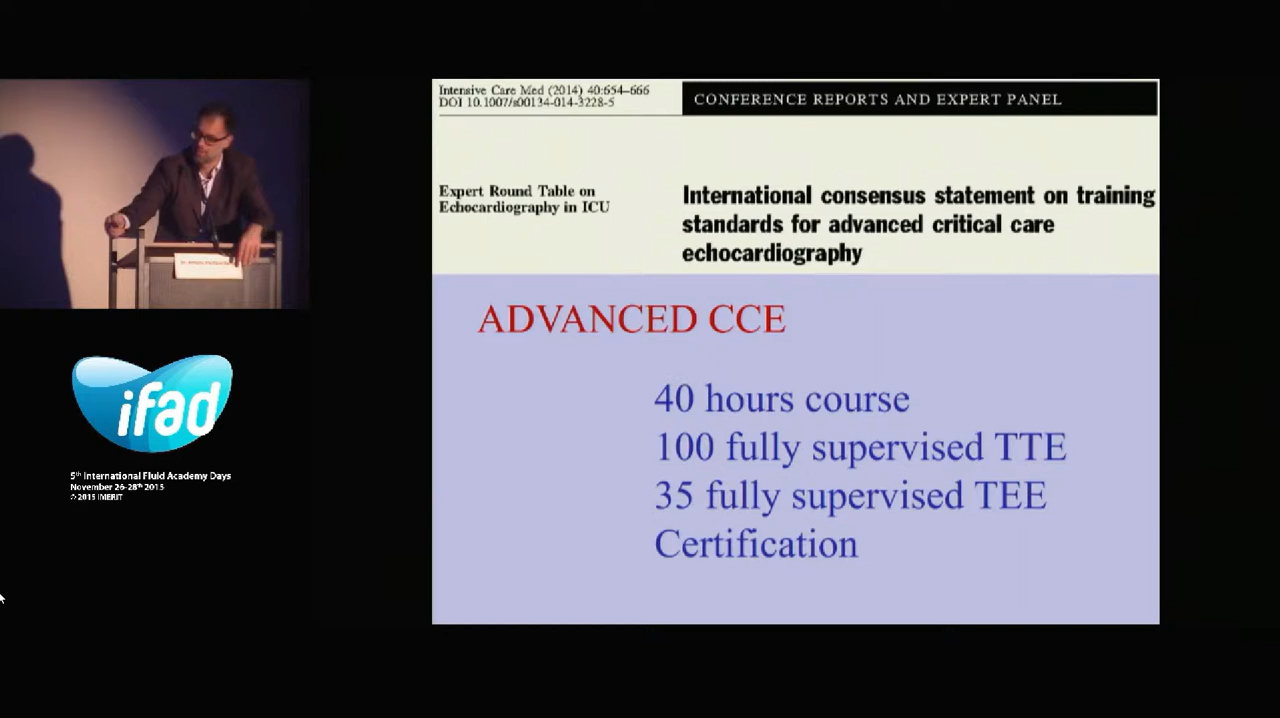 Intensive Care Med (2014) 40:654–666
DOI 10.1007/s00134-014-3228-5
CONFERENCE REPORTS AND EXPERT PANEL
Expert Round Table on
Echocardiography in ICU
International consensus statement on training
standards for advanced critical care
echocardiography
ADVANCED CCE
40 hours course
100 fully supervised TTE
35 fully supervised TEE
Certification
ifad
5th International Fluid Academy Days
November 26-28th 2015
© 2015 iMERiT